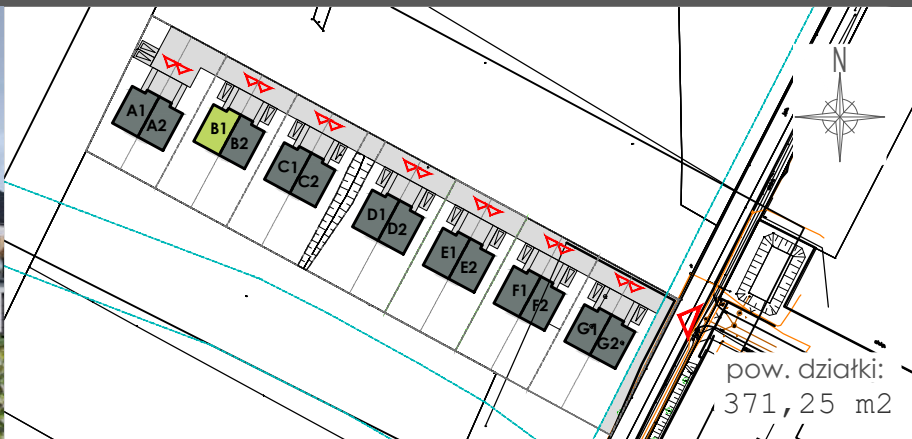 N
A1 A2
B1 B2
C1 C2
D1 D2
E1 E2
F1 F2
G1 G2
pow. działki:
371,25 m2